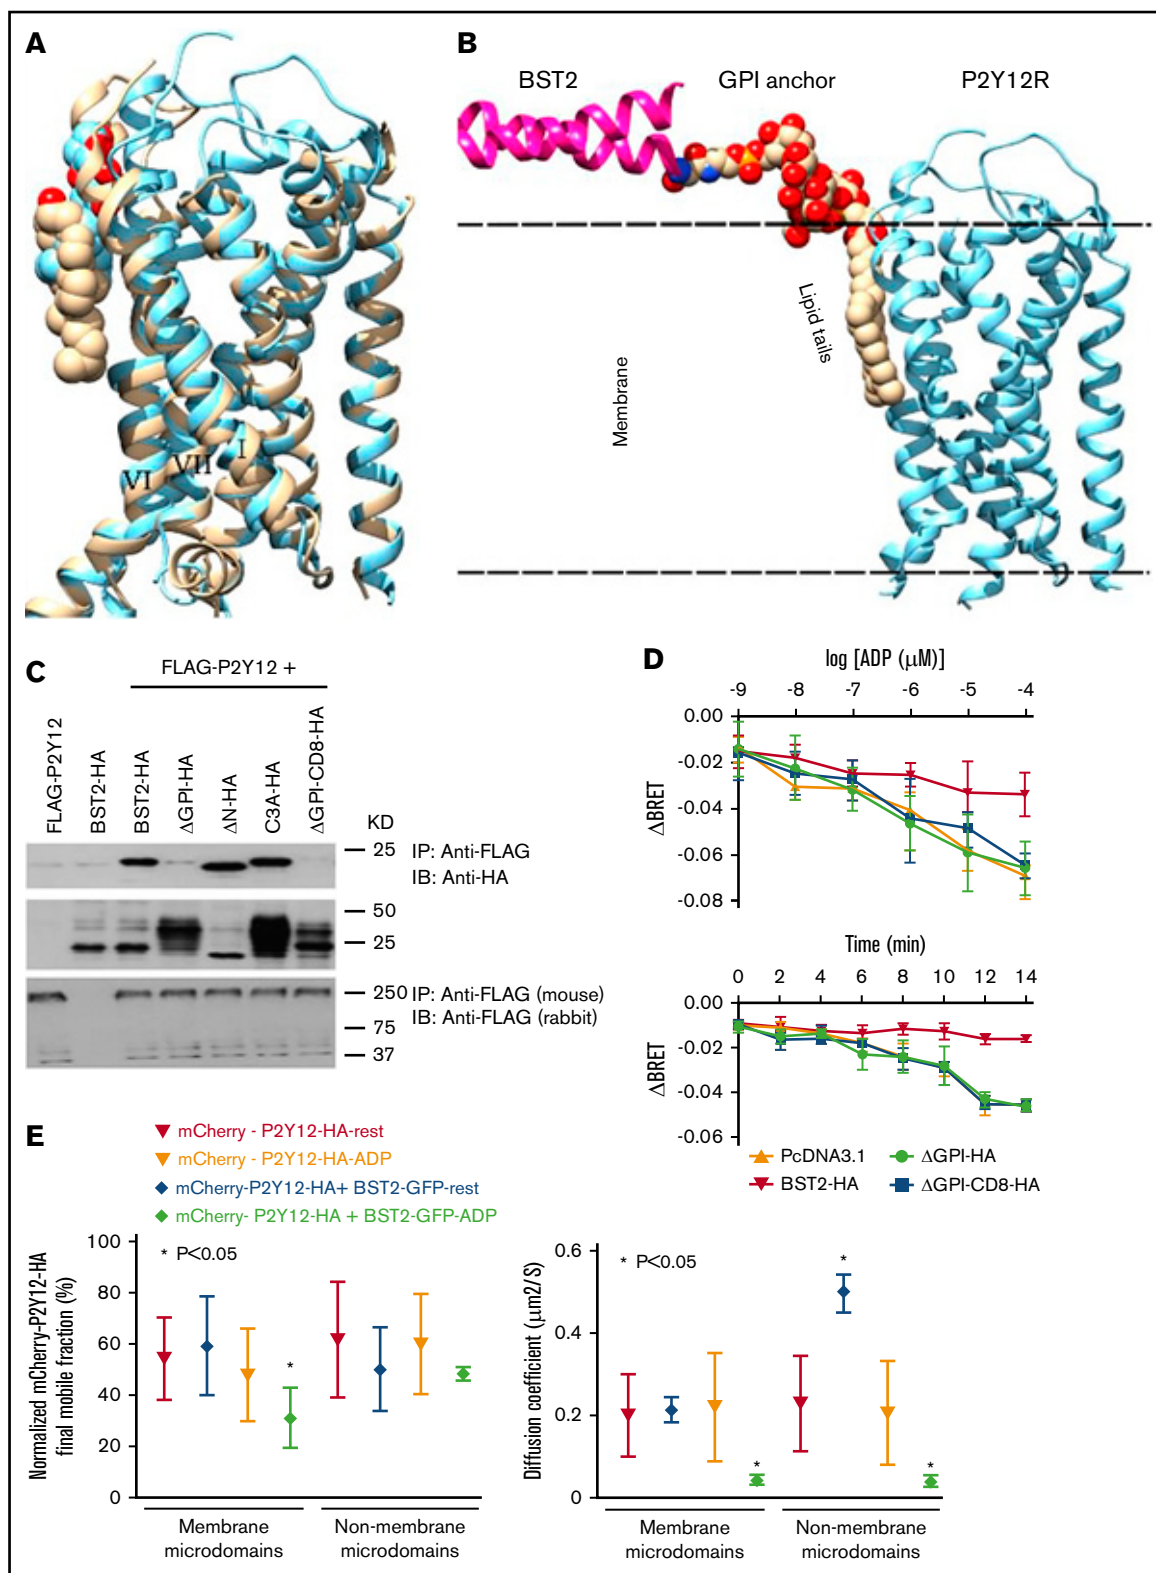 A
B
BST2
GPI anchor
P2Y12R
Lipid tails
Membrane
VI
VII
I
C
FLAG-P2Y12 +
FLAG-P2Y12
BST2-HA
BST2-HA
ΔGPI-HA
ΔN-HA
C3A-HA
ΔGPI-CD8-HA
KD
25
IP: Anti-FLAG
IB: Anti-HA
50
25
250
IP: Anti-FLAG (mouse)
IB: Anti-FLAG (rabbit)
75
37
D
log [ADP (μM)]
-9 -8 -7 -6 -5 -4
0.00
-0.02
-0.04
-0.06
-0.08
ΔBRET
Time (min)
0 2 4 6 8 10 12 14
0.00
-0.02
-0.04
-0.06
ΔBRET
PcDNA3.1
ΔGPI-HA
BST2-HA
ΔGPI-CD8-HA
E
mCherry - P2Y12-HA-rest
mCherry - P2Y12-HA-ADP
mCherry-P2Y12-HA+ BST2-GFP-rest
mCherry- P2Y12-HA + BST2-GFP-ADP
Normalized mCherry-P2Y12-HA
final mobile fraction (%)
100
80
60
40
20
0
* P<0.05
*
Membrane
microdomains
Non-membrane
microdomains
Diffusion coefficient (μm2/S)
0.6
0.4
0.2
0
* P<0.05
*
*
*
Membrane
microdomains
Non-membrane
microdomains